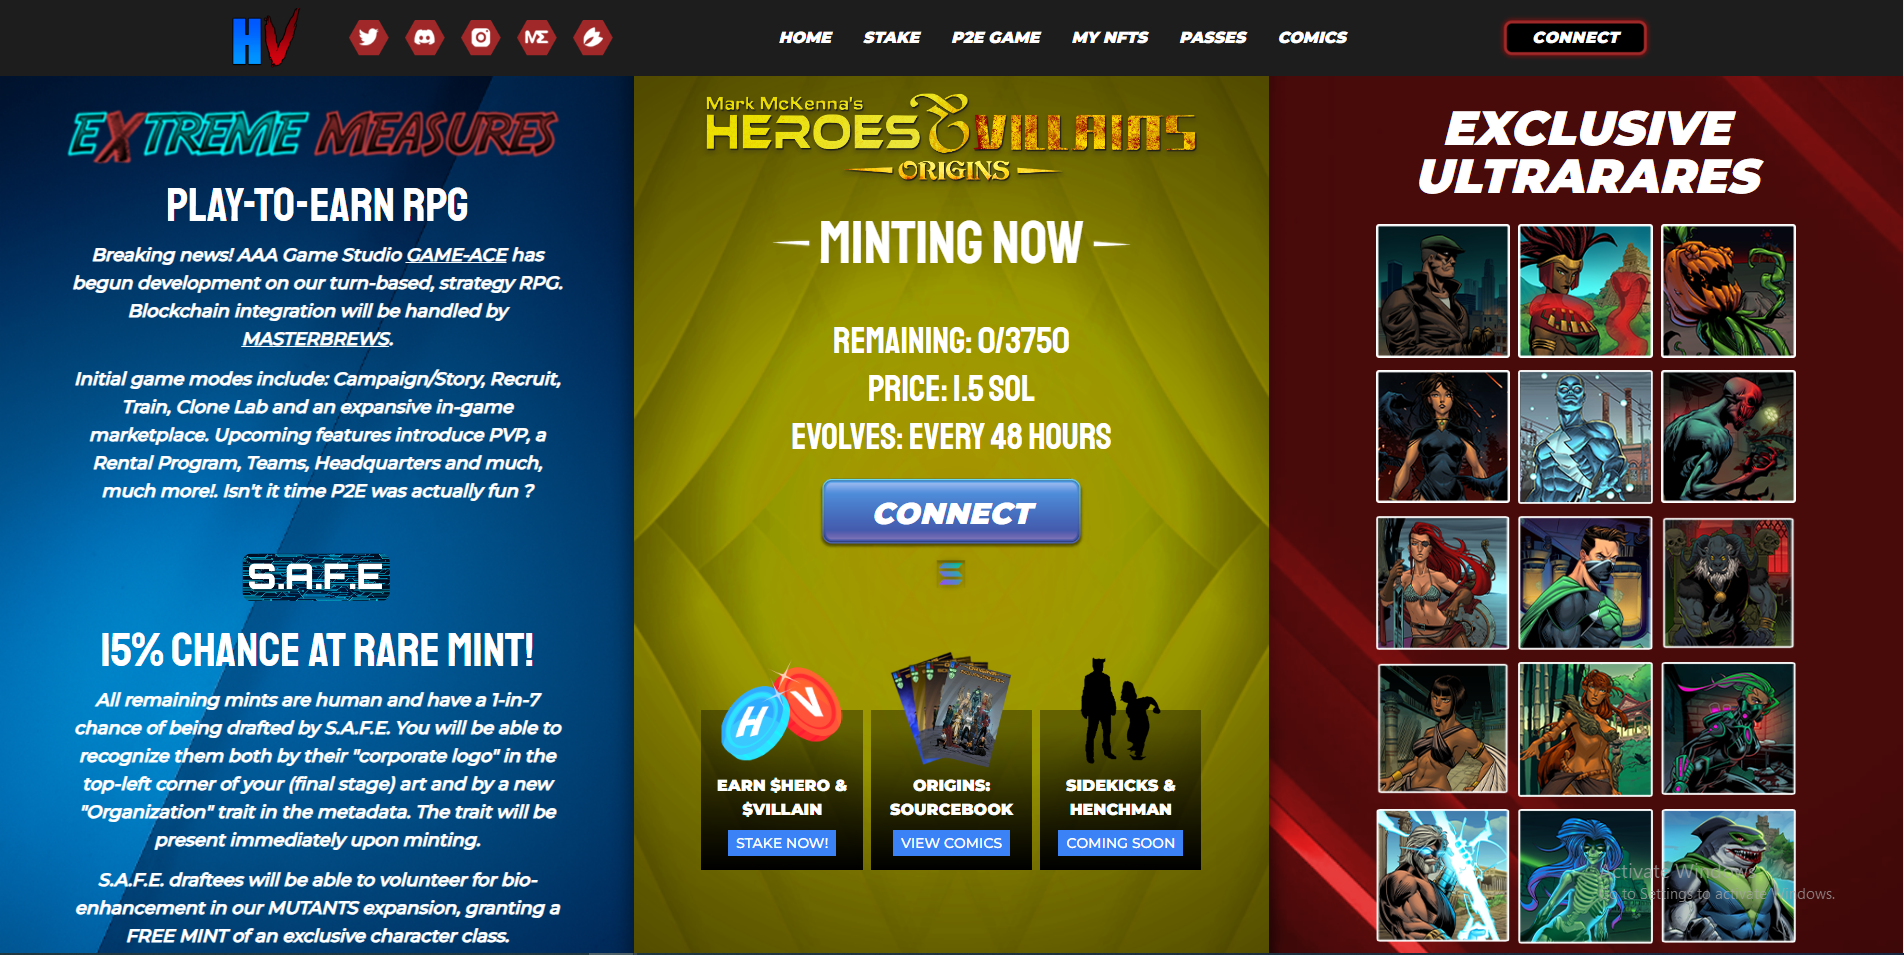 HV
HOME STAKE P2E GAME MY NFTS PASSES COMICS
CONNECT
EXTREME MEASURES
PLAY-TO-EARN RPG
Breaking news! AAA Game Studio GAME-ACE has
begun development on our turn-based, strategy RPG.
Blockchain integration will be handled by
MASTERBREWS.
Initial game modes include: Campaign/Story, Recruit,
Train, Clone Lab and an expansive in-game
marketplace. Upcoming features introduce PVP, a
Rental Program, Teams, Headquarters and much,
much more!. Isn't it time P2E was actually fun ?
S.A.F.E
15% CHANCE AT RARE MINT!
All remaining mints are human and have a 1-in-7
chance of being drafted by S.A.F.E. You will be able to
recognize them both by their "corporate logo" in the
top-left corner of your (final stage) art and by a new
"Organization" trait in the metadata. The trait will be
present immediately upon minting.
S.A.F.E. draftees will be able to volunteer for bio-
enhancement in our MUTANTS expansion, granting a
FREE MINT of an exclusive character class.
Mark McKenna's
HEROES & VILLAINS
ORIGINS
MINTING NOW
REMAINING: 0/3750
PRICE: 1.5 SOL
EVOLVES: EVERY 48 HOURS
CONNECT
H V
EARN $HERO &
$VILLAIN
STAKE NOW!
ORIGINS:
SOURCEBOOK
VIEW COMICS
SIDEKICKS &
HENCHMAN
COMING SOON
EXCLUSIVE
ULTRARARES
Activate Windows
Go to Settings to activate Windows.